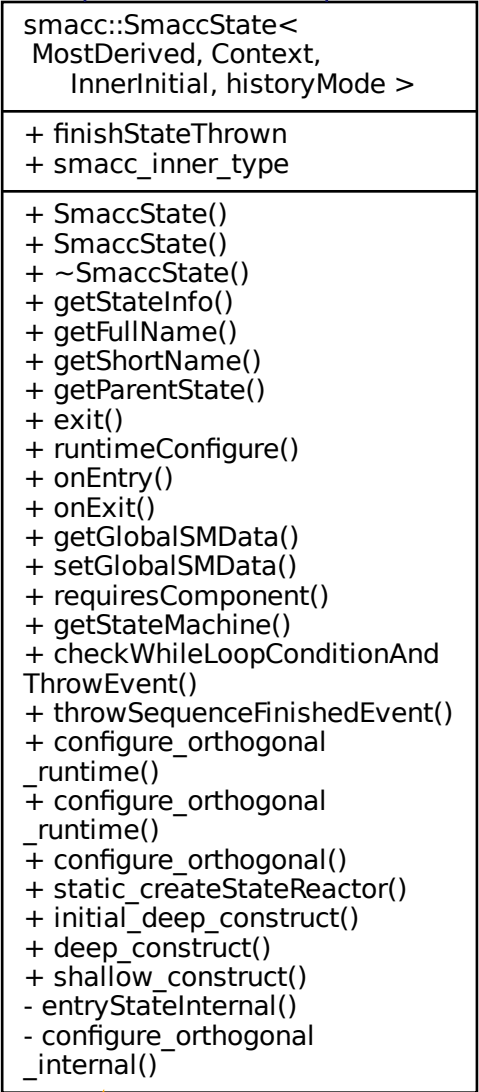 smacc::SmaccState<
MostDerived, Context,
InnerInitial, historyMode >
+ finishStateThrown
+ smacc_inner_type
+ SmaccState()
+ SmaccState()
+ ~SmaccState()
+ getStateInfo()
+ getFullName()
+ getShortName()
+ getParentState()
+ exit()
+ runtimeConfigure()
+ onEntry()
+ onExit()
+ getGlobalSMData()
+ setGlobalSMData()
+ requiresComponent()
+ getStateMachine()
+ checkWhileLoopConditionAnd
ThrowEvent()
+ throwSequenceFinishedEvent()
+ configure_orthogonal
_runtime()
+ configure_orthogonal
_runtime()
+ configure_orthogonal()
+ static_createStateReactor()
+ initial_deep_construct()
+ deep_construct()
+ shallow_construct()
- entryStateInternal()
- configure_orthogonal
_internal()